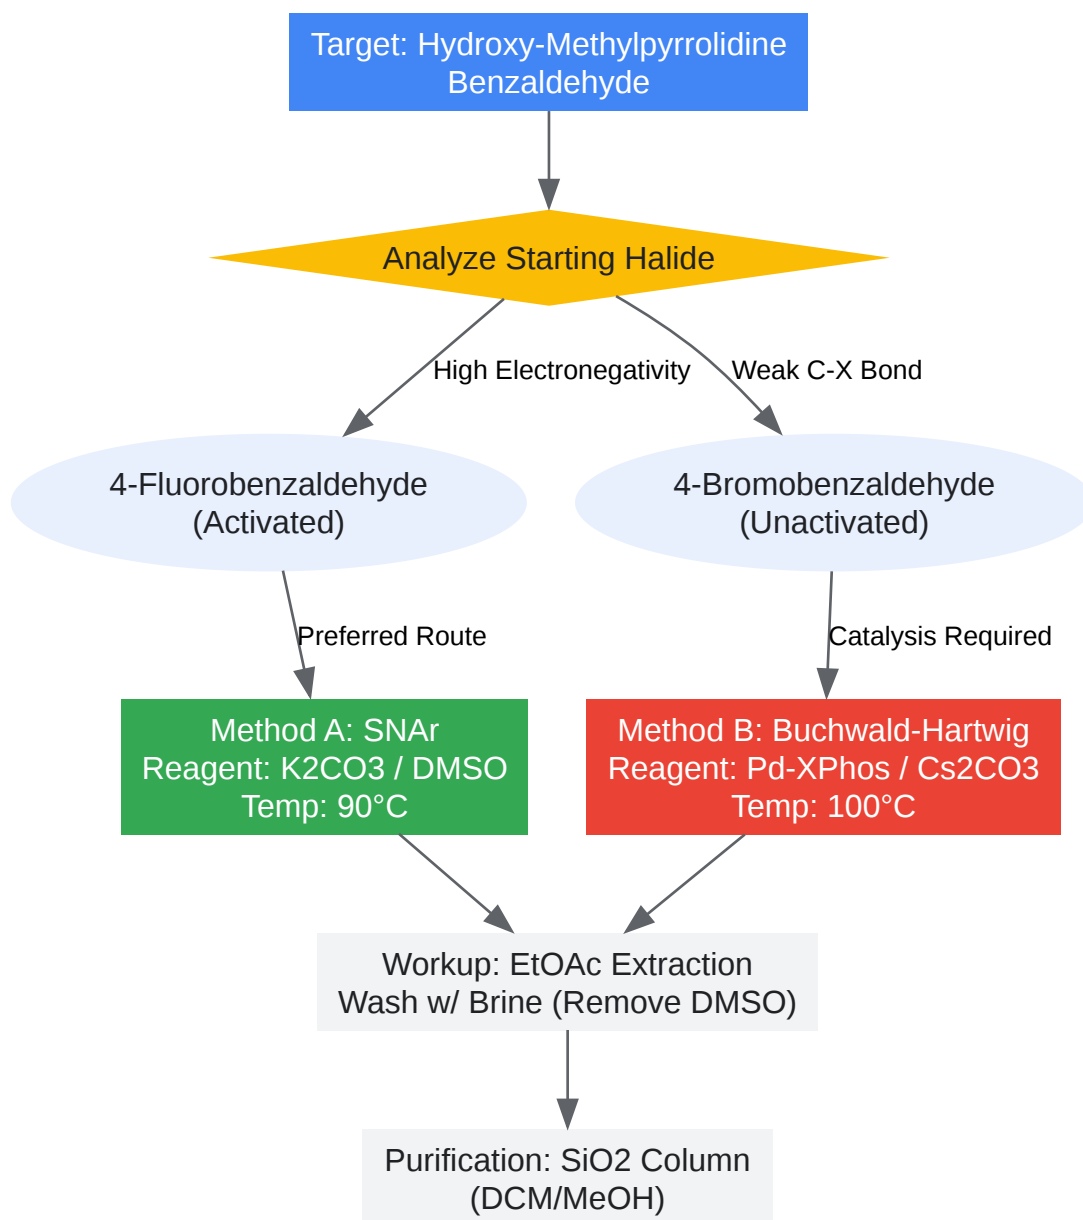 Target: Hydroxy-Methylpyrrolidine
Benzaldehyde
Analyze Starting Halide
High Electronegativity
Weak C-X Bond
4-Fluorobenzaldehyde
(Activated)
4-Bromobenzaldehyde
(Unactivated)
Preferred Route
Catalysis Required
Method A: SNAr
Reagent: K2CO3 / DMSO
Temp: 90°C
Method B: Buchwald-Hartwig
Reagent: Pd-XPhos / Cs2CO3
Temp: 100°C
Workup: EtOAc Extraction
Wash w/ Brine (Remove DMSO)
Purification: SiO2 Column
(DCM/MeOH)